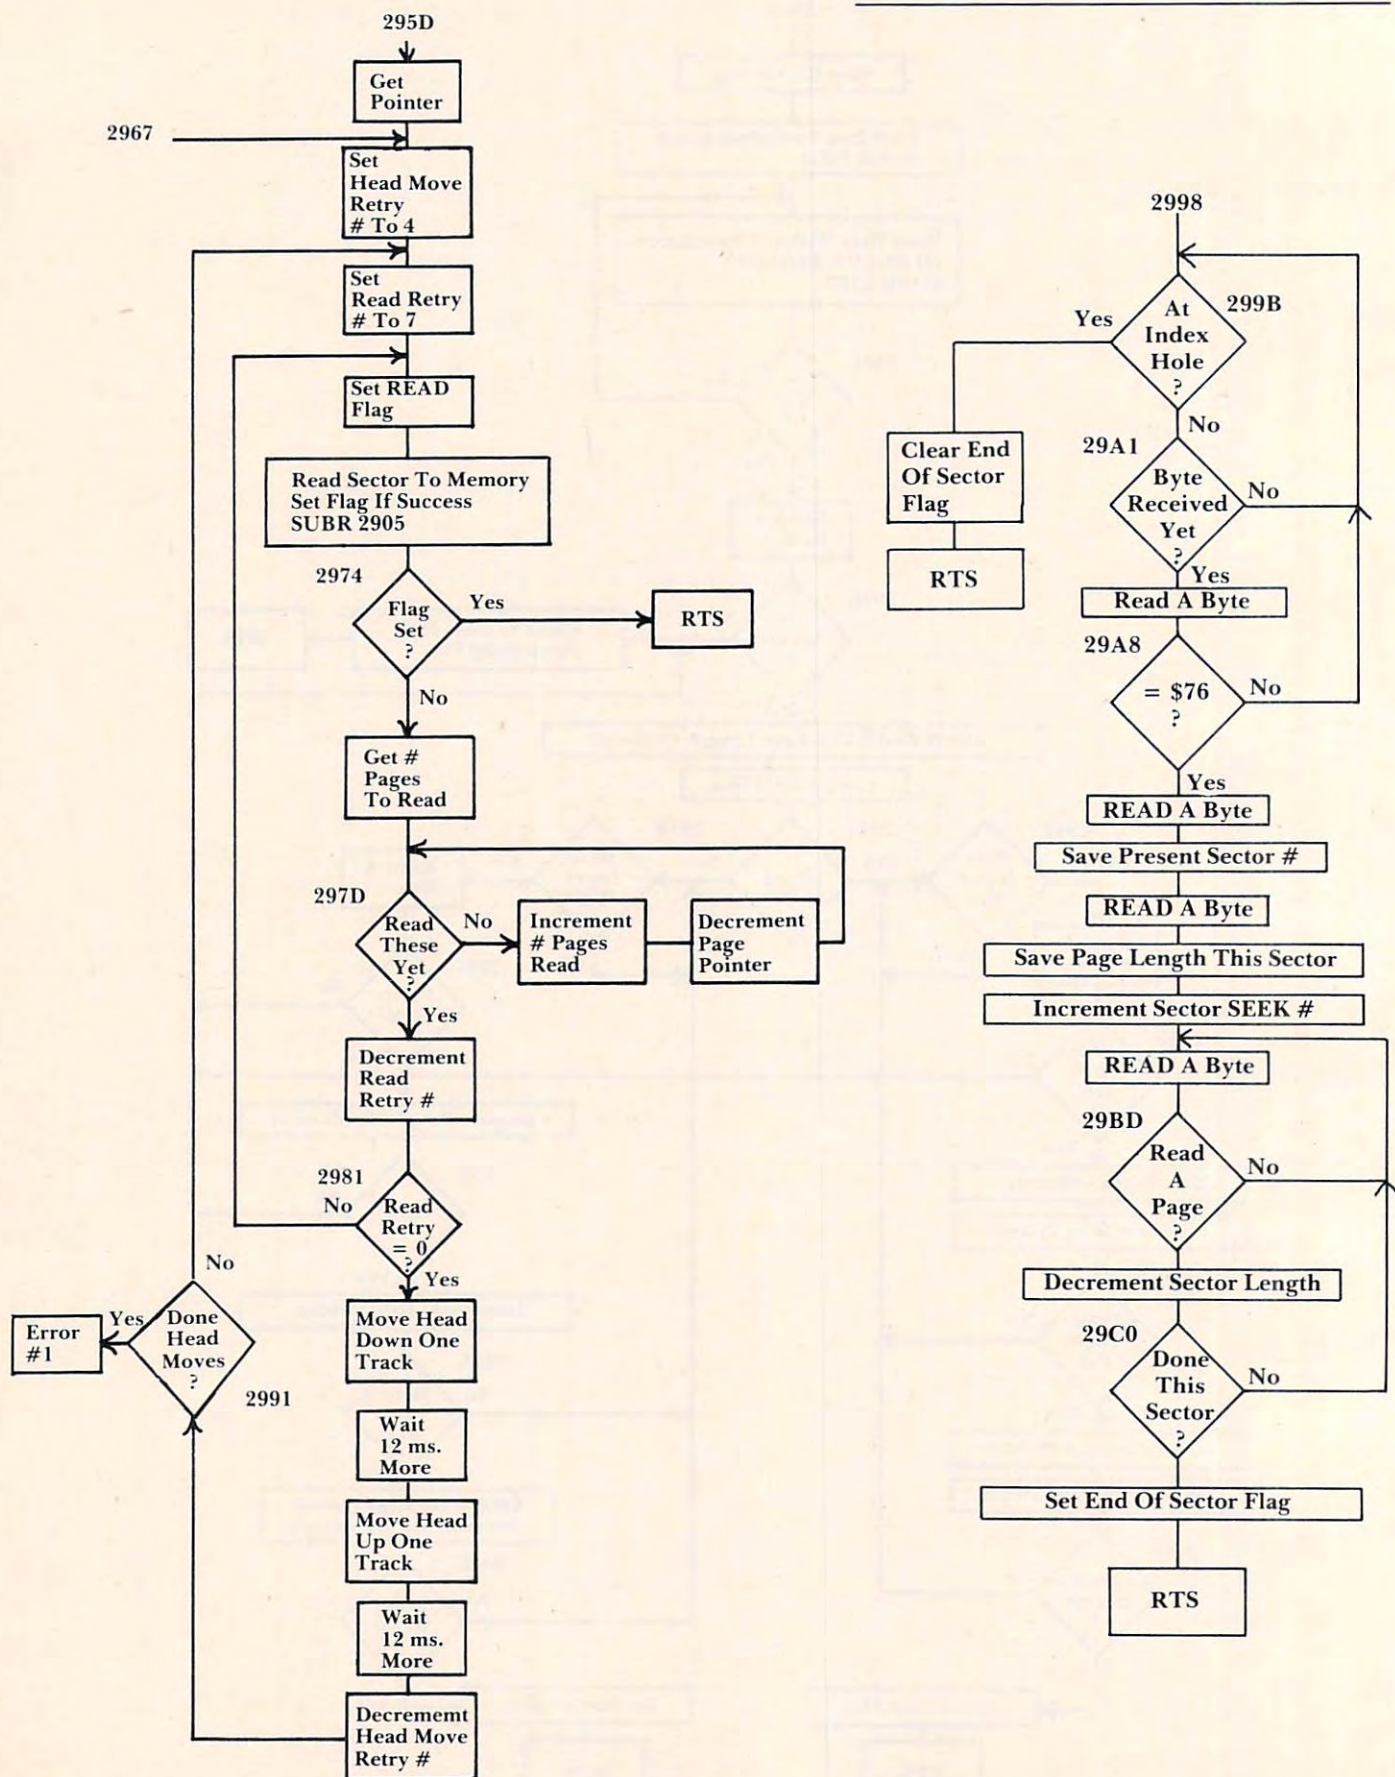 295D
Get
Pointer
2967
Set
Head Move
Retry
# To 4
Set
Read Retry
# To 7
Set READ
Flag
Read Sector To Memory
Set Flag If Success
SUBR 2905
2974
Flag
Set
?
Yes
RTS
No
Get #
Pages
To Read
297D
Read
These
Yet
?
No
Increment
# Pages
Read
Decrement
Page
Pointer
Yes
Decrement
Read
Retry #
2981
No
Read
Retry
= 0
?
Yes
Move Head
Down One
Track
Wait
12 ms.
More
Move Head
Up One
Track
Wait
12 ms.
More
Decrememt
Head Move
Retry #
No
Done
Head
Moves
?
2991
Yes
Error
#1
2998
At
Index
Hole
?
299B
Yes
Clear End
Of Sector
Flag
RTS
No
29A1
Byte
Received
Yet
?
No
Yes
Read A Byte
29A8
= $76
?
No
Yes
READ A Byte
Save Present Sector #
READ A Byte
Save Page Length This Sector
Increment Sector SEEK #
READ A Byte
29BD
Read
A
Page
?
No
Decrement Sector Length
29C0
Done
This
Sector
?
No
Set End Of Sector Flag
RTS